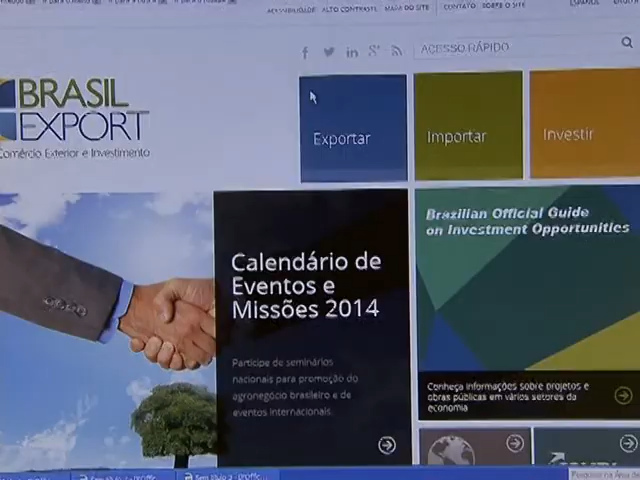 ACESSIBILIDADE ALTO CONTRASTE MAPA DO SITE CONTATO SOBRE O SITE ESPAÑOL
ACESSO RÁPIDO
BRASIL
EXPORT
Comércio Exterior e Investimento
Exportar
Importar
Investir
Calendário de
Eventos e
Missões 2014
Participe de seminários
nacionais para promoção do
agronegócio brasileiro e de
eventos internacionais.
Brazilian Official Guide
on Investment Opportunities
Conheça informações sobre projetos e
obras públicas em vários setores da
economia